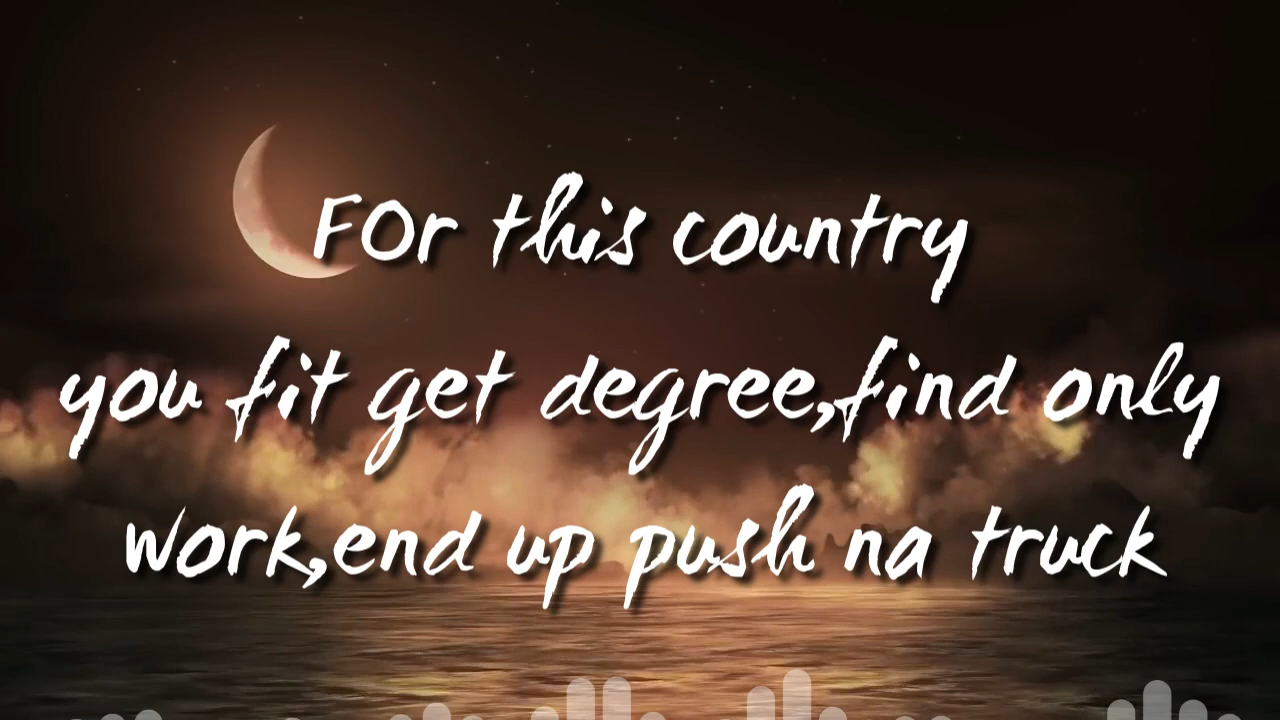 FOr this country
you fit get degree,find only
work,end up push na truck